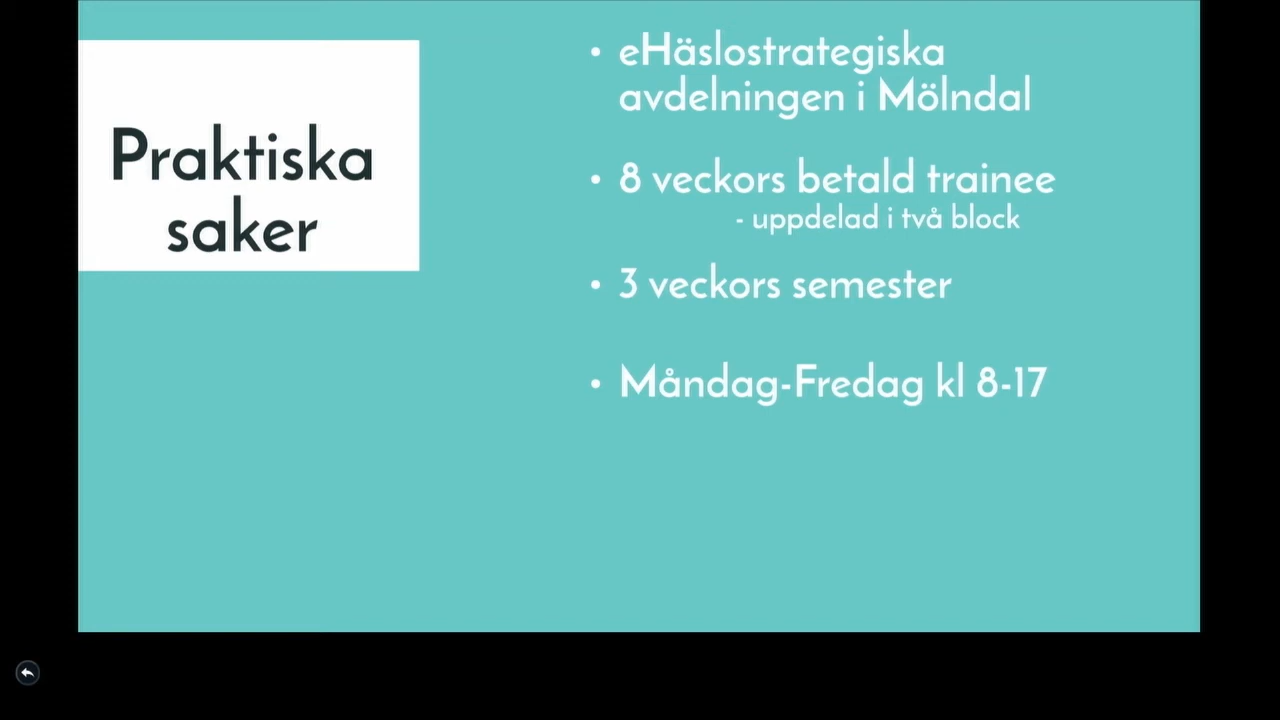 Praktiska
saker
• eHäslostrategiska
avdelningen i Mölndal
• 8 veckors betald trainee
- uppdelad i två block
• 3 veckors semester
• Måndag-Fredag kl 8-17